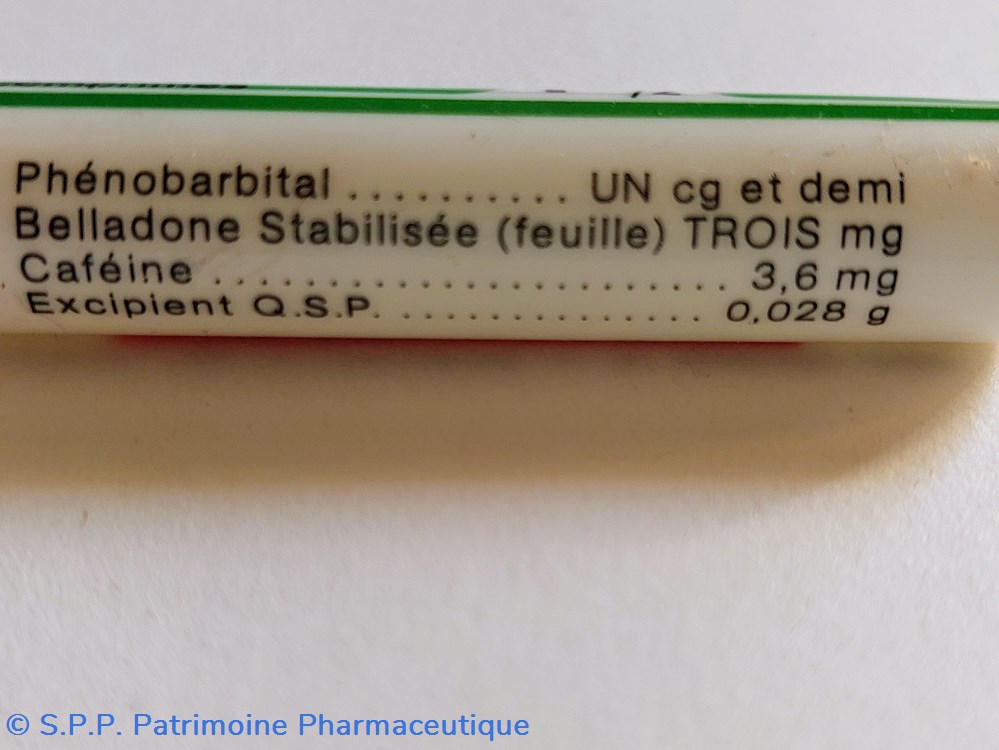 Phénobarbital .......... UN cg et demi
Belladone Stabilisée (feuille) TROIS mg
Caféine ........................ 3,6 mg
Excipient Q.S.P. ............... 0,028 g
© S.P.P. Patrimoine Pharmaceutique